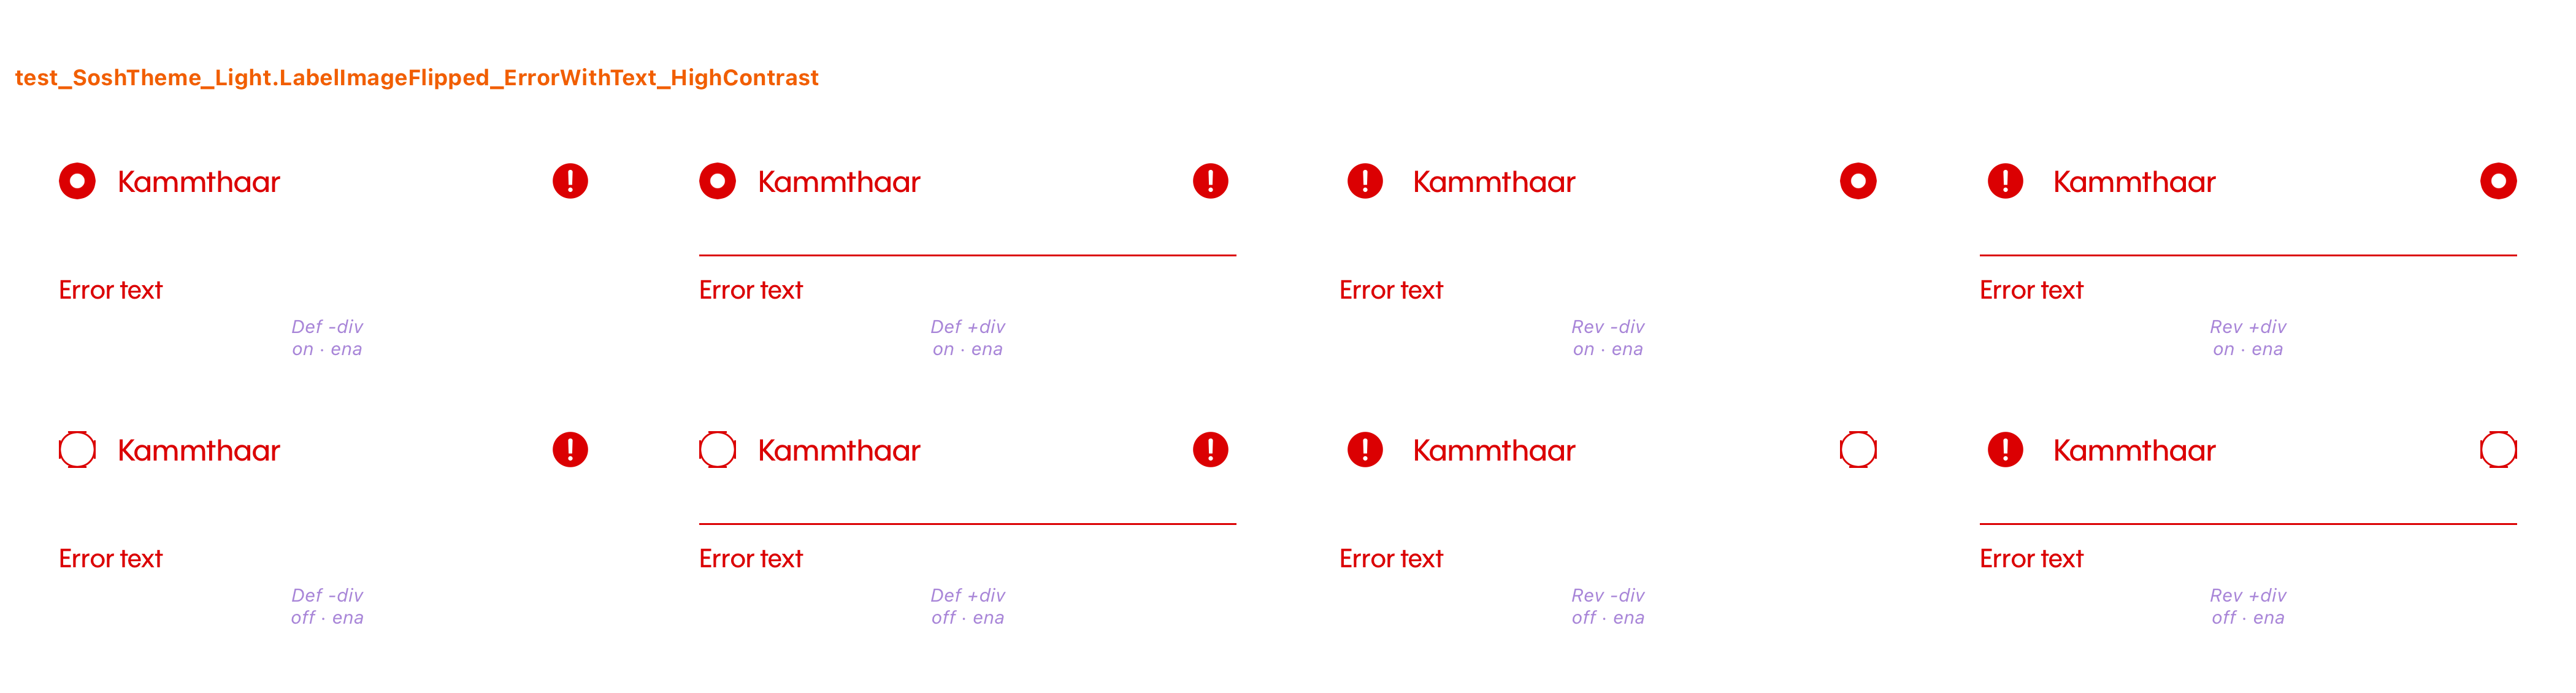 test_SoshTheme_Light.LabelImageFlipped_ErrorWithText_HighContrast
Kammthaar
Kammthaar
Kammthaar
Kammthaar
Error text
Error text
Error text
Error text
Def -div
on · ena
Def +div
on · ena
Rev -div
on · ena
Rev +div
on · ena
Kammthaar
Kammthaar
Kammthaar
Kammthaar
Error text
Error text
Error text
Error text
Def -div
off · ena
Def +div
off · ena
Rev -div
off · ena
Rev +div
off · ena